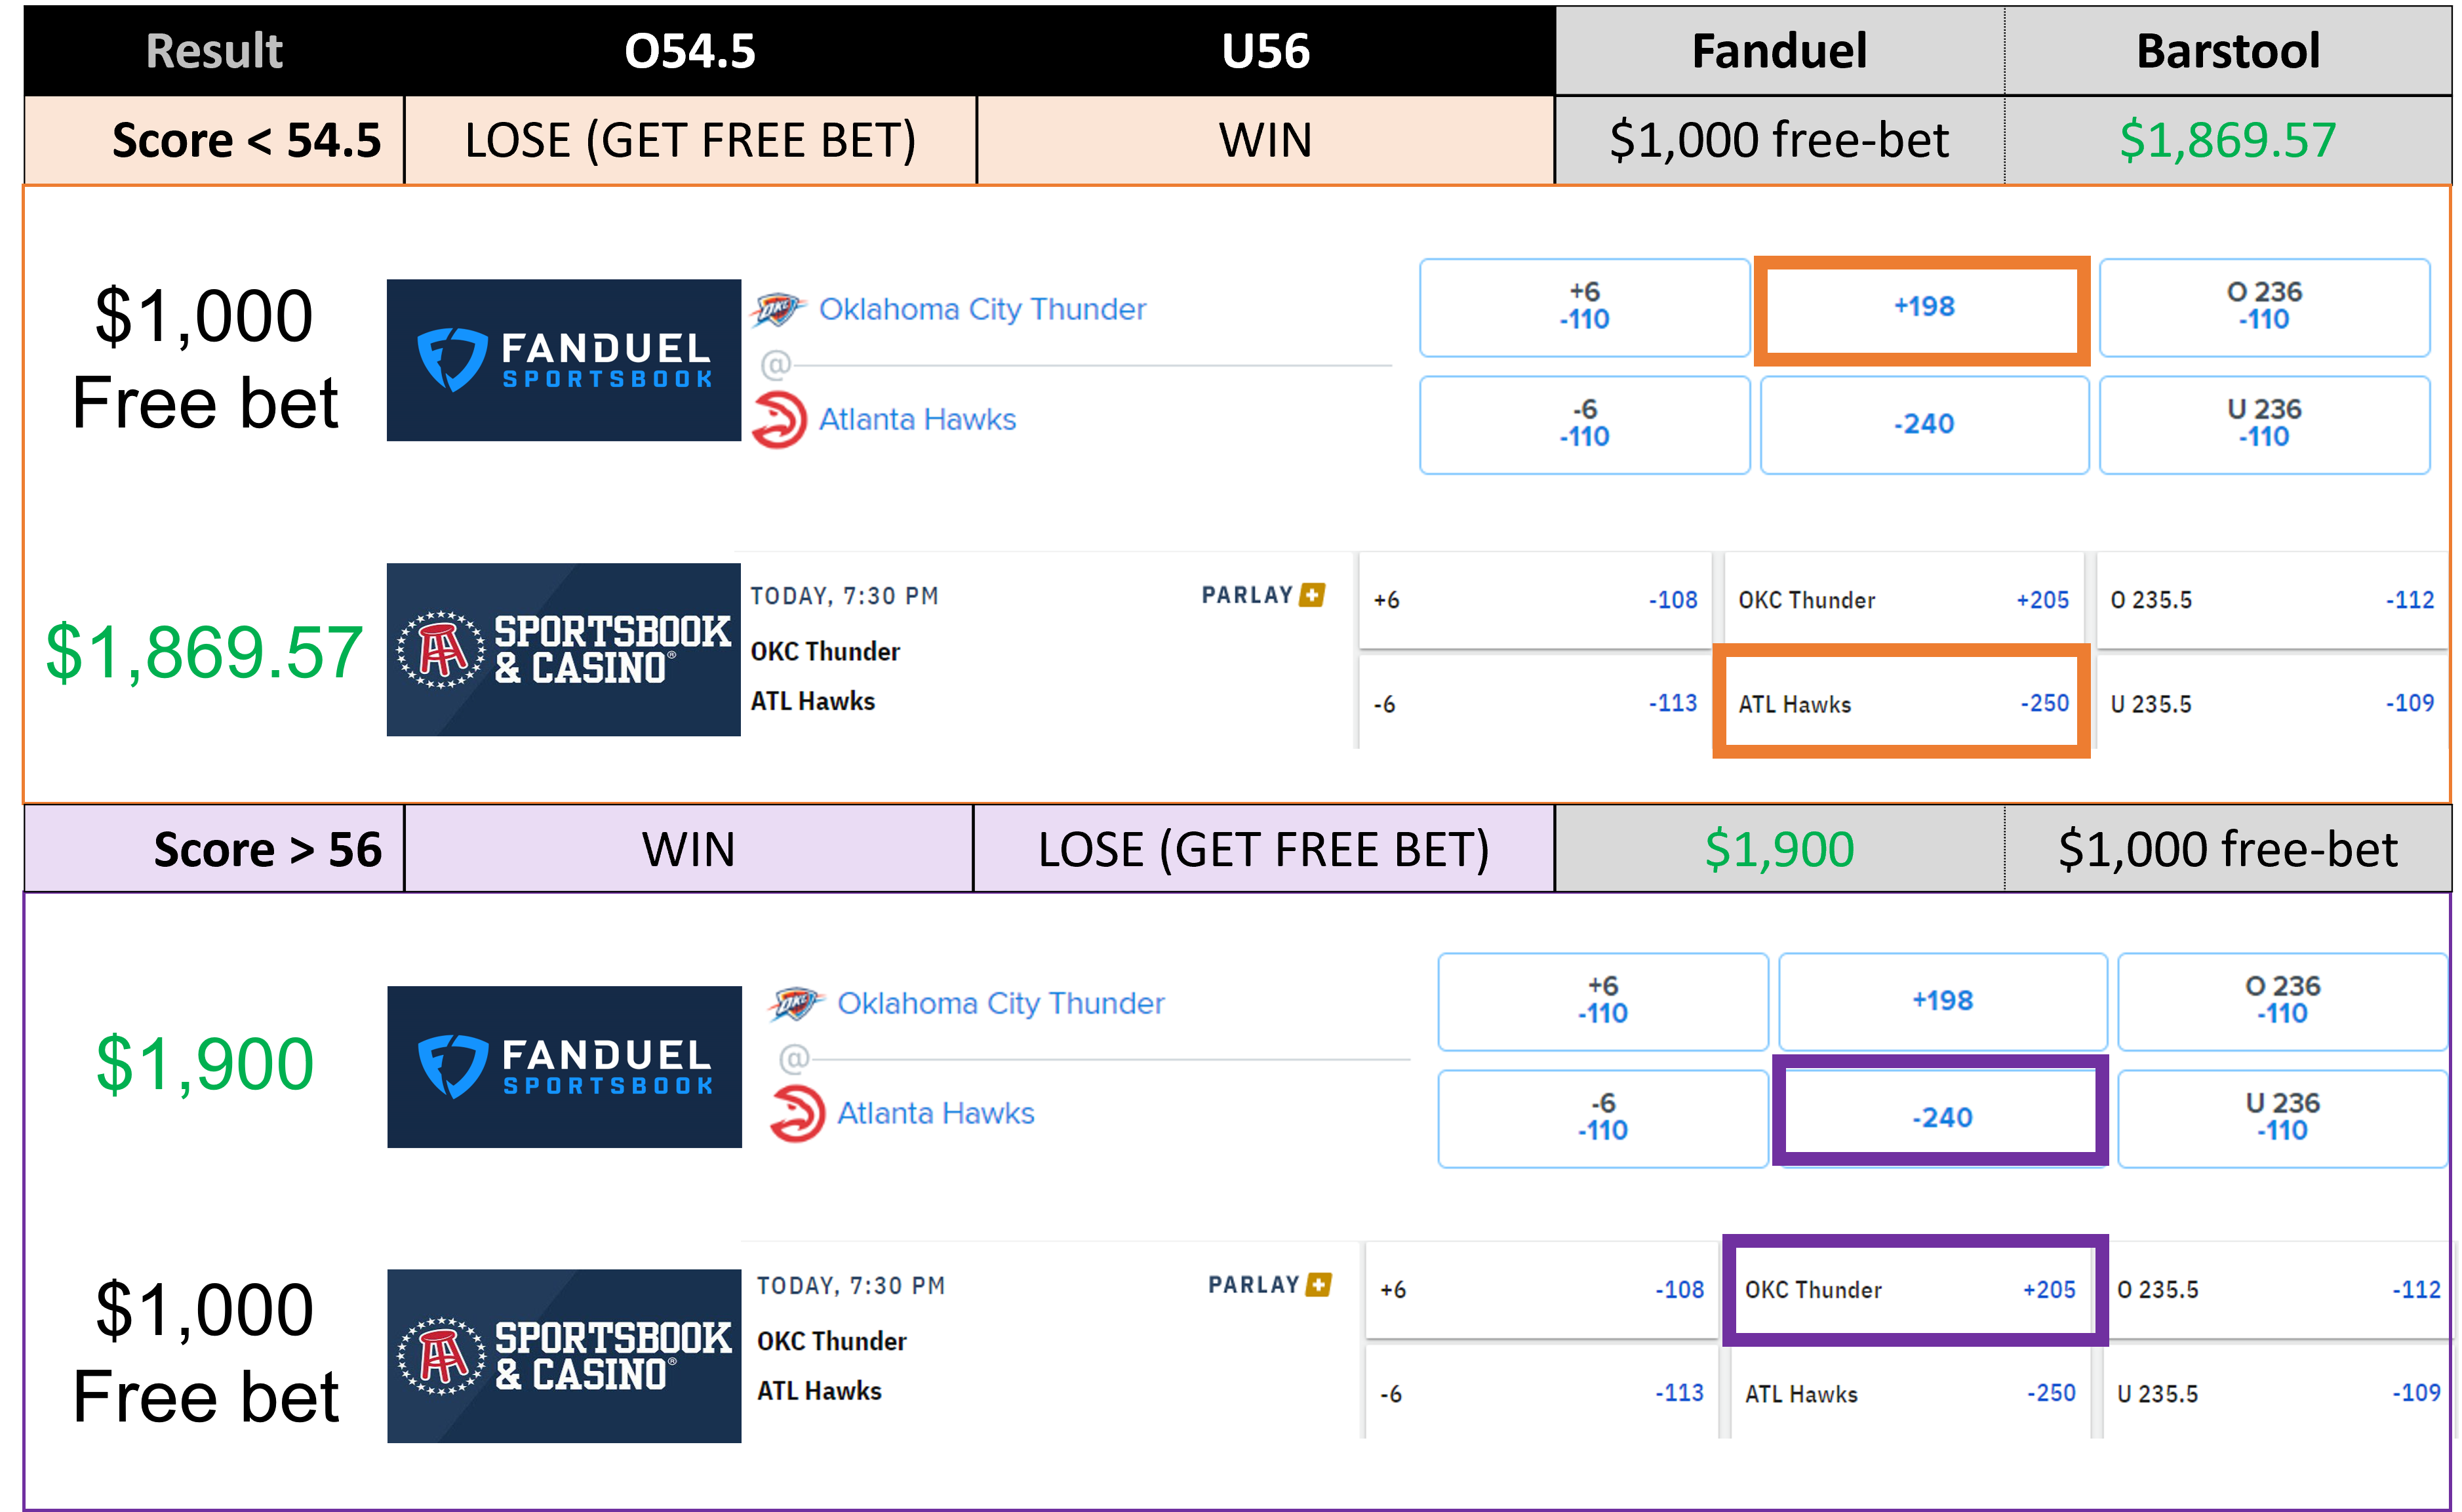 Result O54.5 U56 Fanduel Barstool
Score < 54.5 LOSE (GET FREE BET) WIN $1,000 free-bet $1,869.57
$1,000
Free bet
FANDUEL
SPORTSBOOK
Oklahoma City Thunder
@
Atlanta Hawks
+6
-110
+198
O 236
-110
-6
-110
-240
U 236
-110
$1,869.57
SPORTSBOOK
& CASINO®
TODAY, 7:30 PM PARLAY+
OKC Thunder
ATL Hawks
+6 -108 OKC Thunder +205 O 235.5 -112
-6 -113 ATL Hawks -250 U 235.5 -109
Score > 56 WIN LOSE (GET FREE BET) $1,900 $1,000 free-bet
$1,900
FANDUEL
SPORTSBOOK
Oklahoma City Thunder
@
Atlanta Hawks
+6
-110
+198
O 236
-110
-6
-110
-240
U 236
-110
$1,000
Free bet
SPORTSBOOK
& CASINO®
TODAY, 7:30 PM PARLAY+
OKC Thunder
ATL Hawks
+6 -108 OKC Thunder +205 O 235.5 -112
-6 -113 ATL Hawks -250 U 235.5 -109